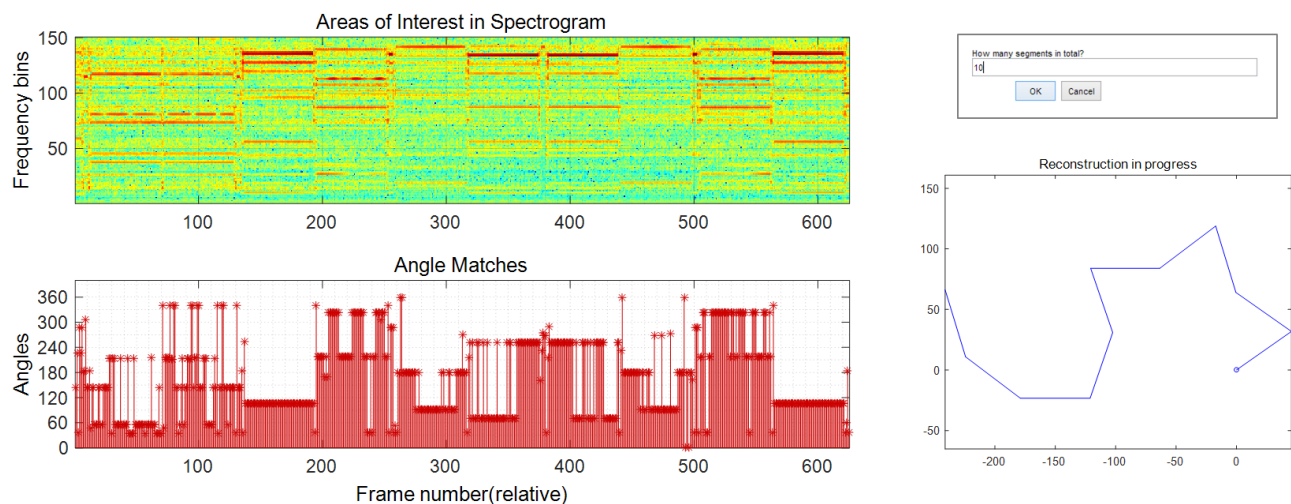 Areas of Interest in Spectrogram
Frequency bins
150
100
50
100 200 300 400 500 600
Angle Matches
Angles
360
300
240
180
120
60
0
100 200 300 400 500 600
Frame number(relative)
How many segments in total?
10
OK Cancel
Reconstruction in progress
150
100
50
0
-50
-200 -150 -100 -50 0